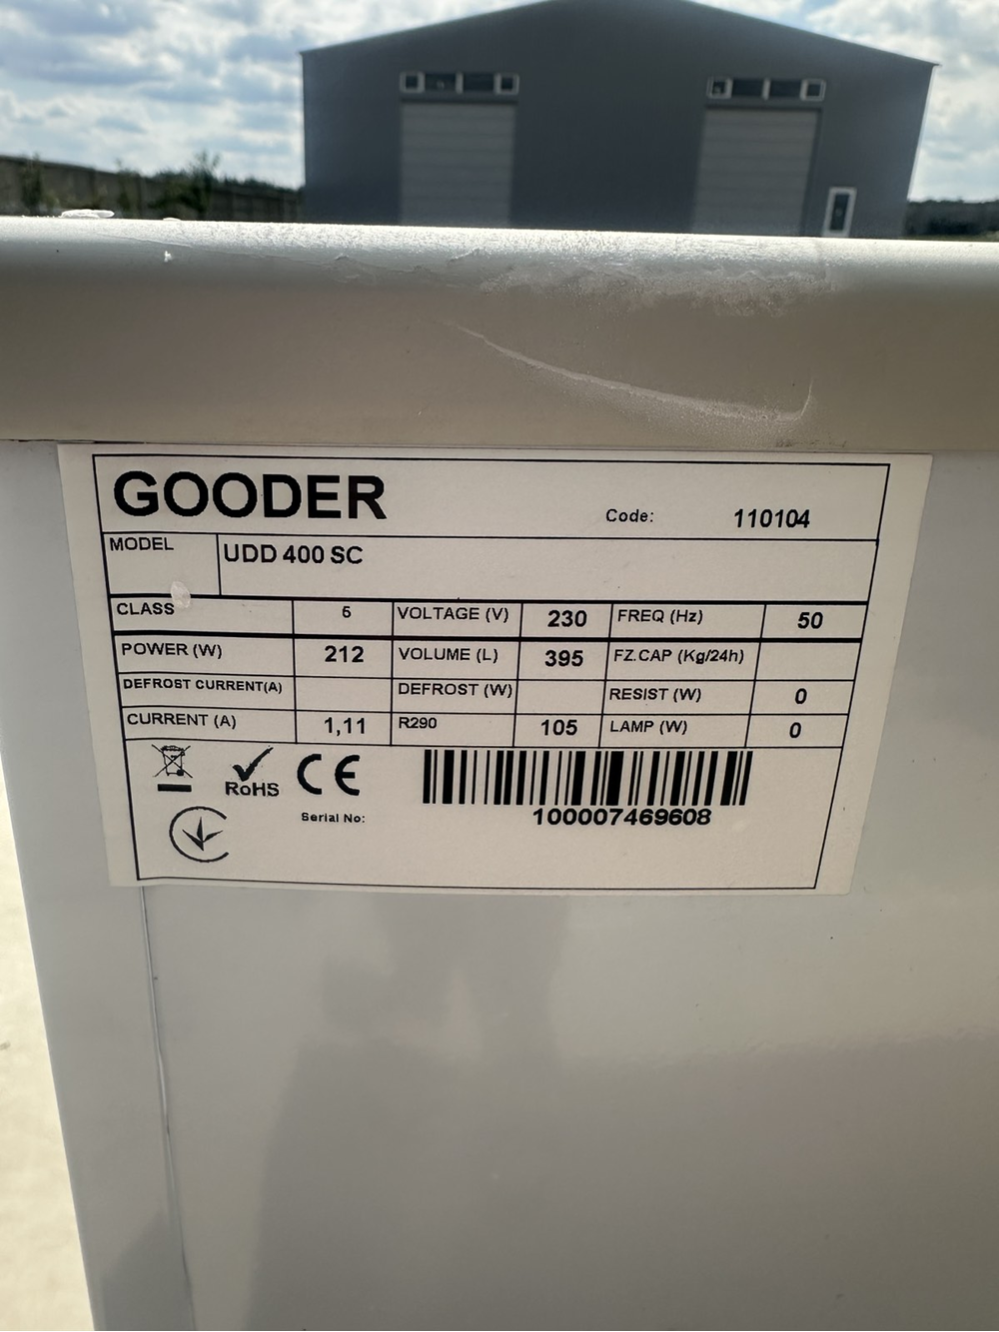 GOODER
Code: 110104
MODEL UDD 400 SC
CLASS 5 VOLTAGE (V) 230 FREQ (Hz) 50
POWER (W) 212 VOLUME (L) 395 FZ.CAP (Kg/24h)
DEFROST CURRENT(A) DEFROST (W) RESIST (W) 0
CURRENT (A) 1,11 R290 105 LAMP (W) 0
RoHS CE
Serial No: 100007469608